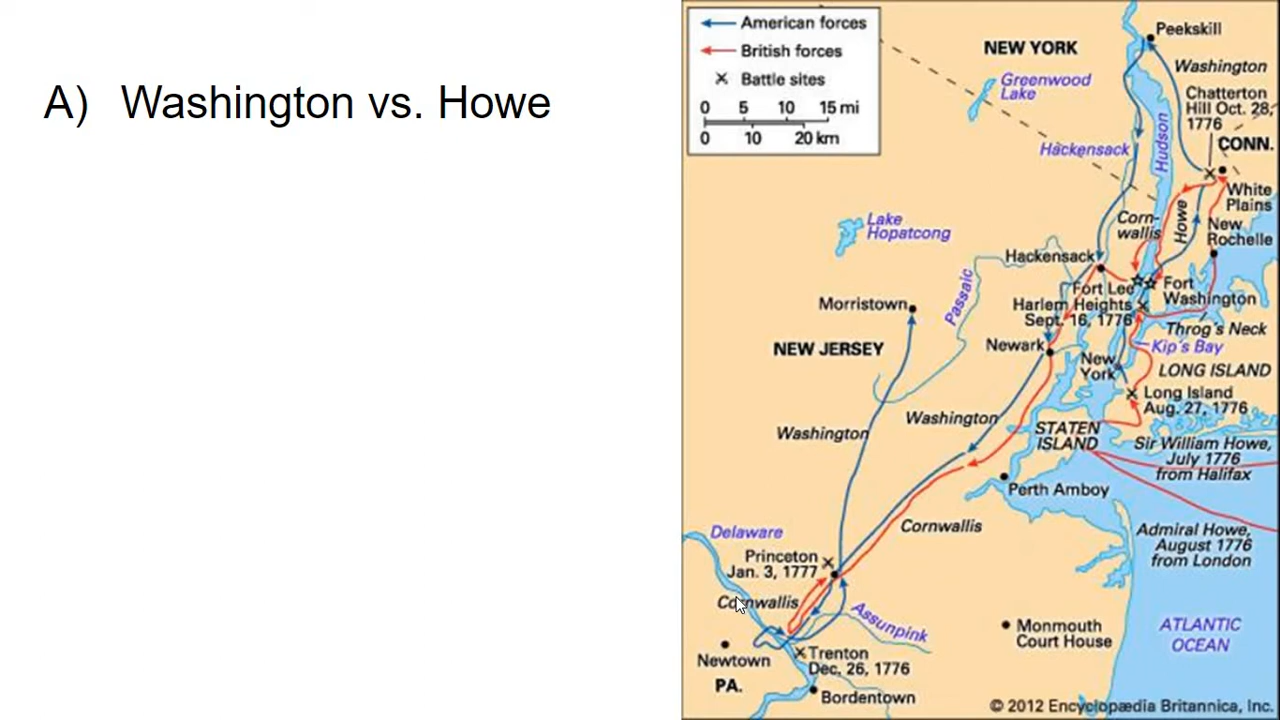 A) Washington vs. Howe
American forces
British forces
Battle sites
0 5 10 15 mi
0 10 20 km
NEW YORK
Greenwood
Lake
Peekskill
Washington
Chatterton
Hill Oct. 28,
1776
CONN.
Hackensack
Hudson
White
Plains
Corn-
wallis
Howe
New
Rochelle
Lake
Hopatcong
Hackensack
Fort Lee
Fort
Washington
Harlem Heights
Sept. 16, 1776
Throg's Neck
Passaic
Morristown
NEW JERSEY
Newark
New
York
Kip's Bay
LONG ISLAND
Long Island
Aug. 27, 1776
Washington
Washington
STATEN
ISLAND
Sir William Howe,
July 1776
from Halifax
Perth Amboy
Cornwallis
Admiral Howe,
August 1776
from London
Delaware
Princeton
Jan. 3, 1777
Cornwallis
Assunpink
Monmouth
Court House
ATLANTIC
OCEAN
Newtown
Trenton
Dec. 26, 1776
PA.
Bordentown
© 2012 Encyclopædia Britannica, Inc.